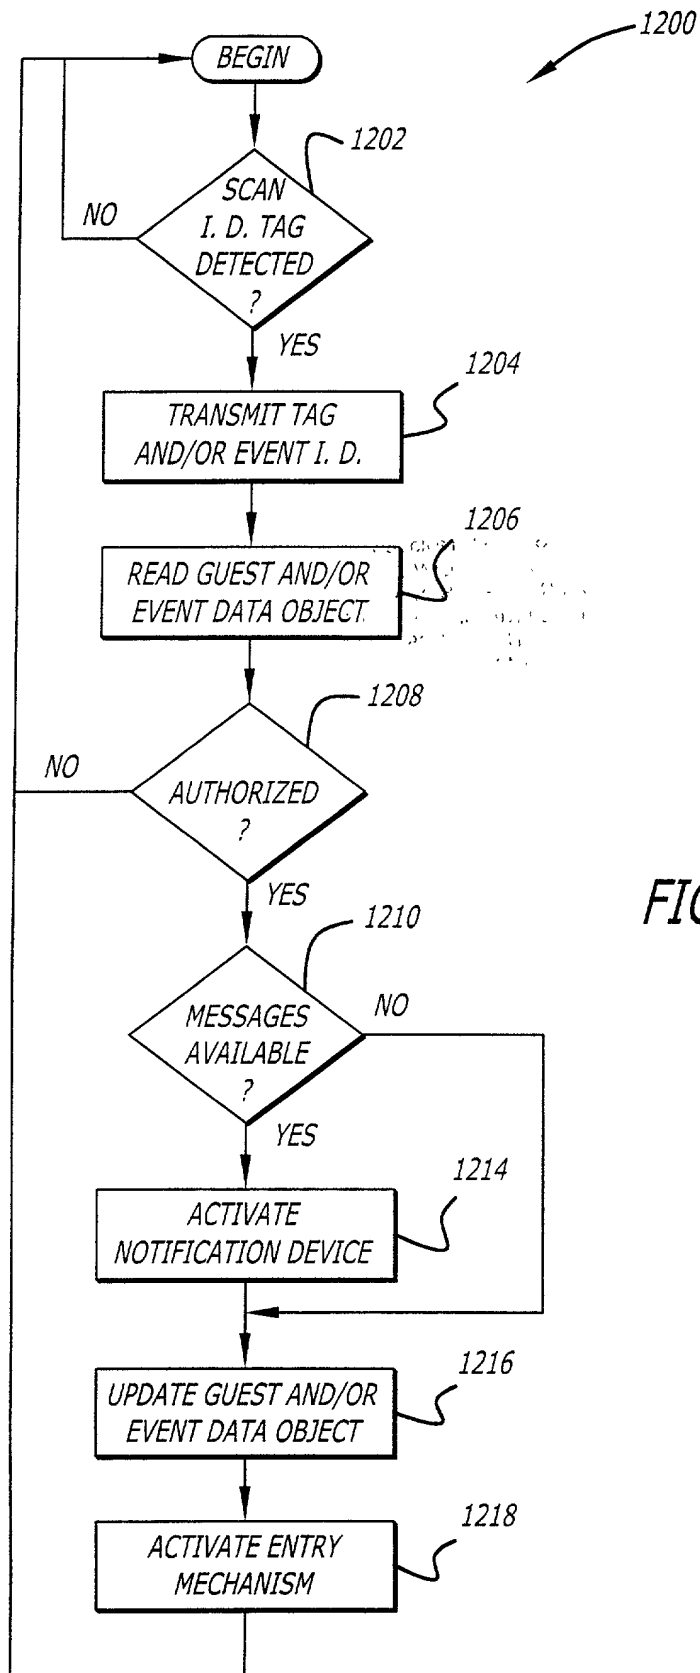 1200
BEGIN
1202
SCAN
I. D. TAG
DETECTED
?
NO
YES
1204
TRANSMIT TAG
AND/OR EVENT I. D.
1206
READ GUEST AND/OR
EVENT DATA OBJECT
1208
NO
AUTHORIZED
?
YES
FIG
1210
MESSAGES
AVAILABLE
?
NO
YES
1214
ACTIVATE
NOTIFICATION DEVICE
1216
UPDATE GUEST AND/OR
EVENT DATA OBJECT
1218
ACTIVATE ENTRY
MECHANISM